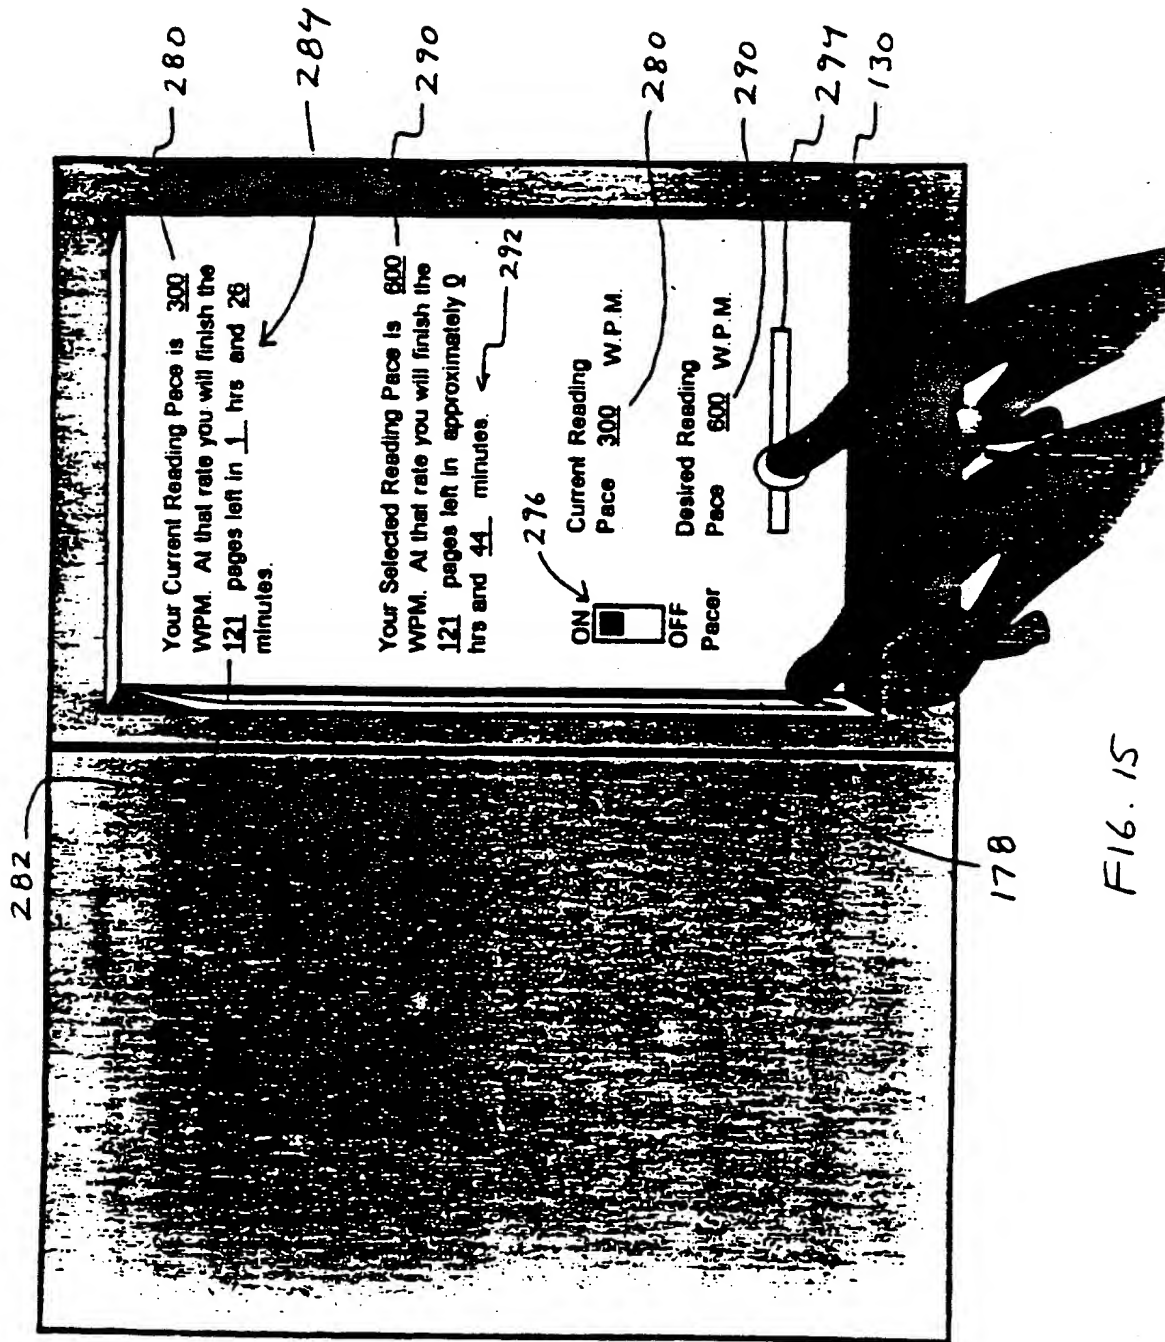 282
Your Current Reading Pace is 300
WPM. At that rate you will finish the
121 pages left in 1 hrs and 26
minutes.
Your Selected Reading Pace is 600
WPM. At that rate you will finish the
121 pages left in approximately 0
hrs and 44 minutes.
292
296
ON
OFF
Pacer
Current Reading
Pace 300 W.P.M.
Desired Reading
Pace 600 W.P.M.
280
284
290
280
290
294
130
178
FIG. 15